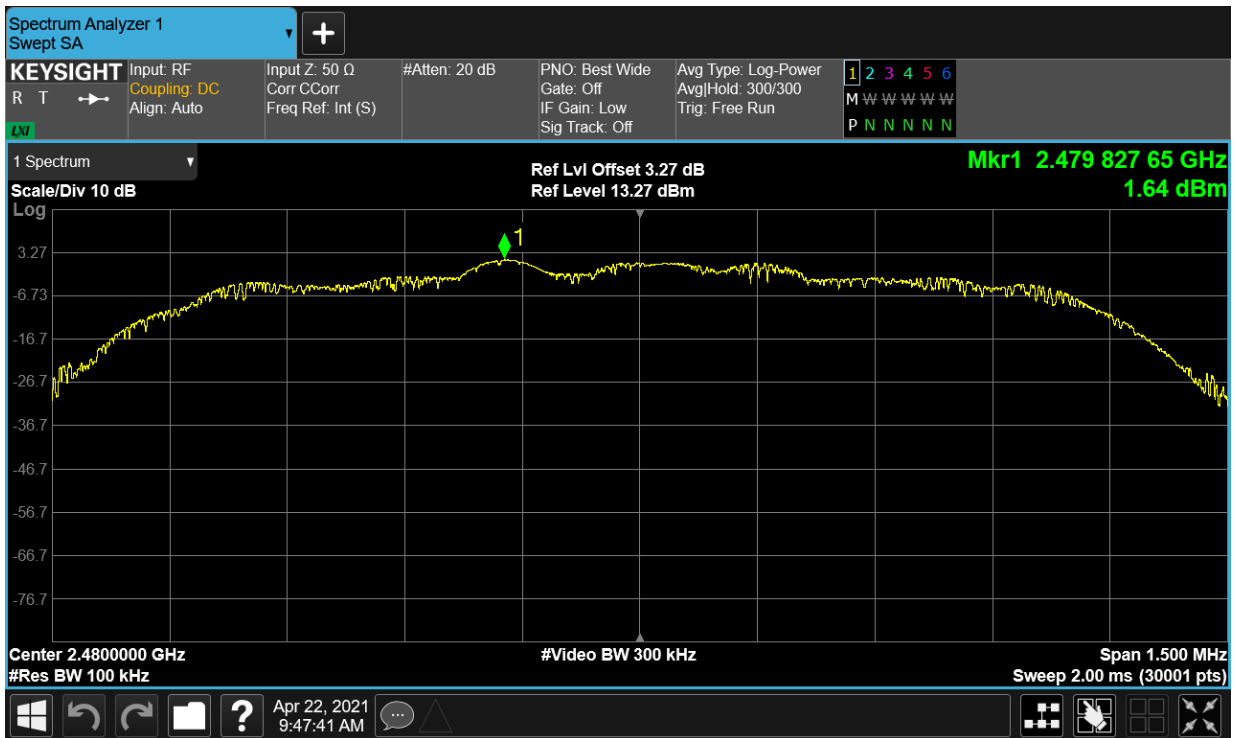 Spectrum Analyzer 1
Swept SA
KEYSIGHT
R T
LXI
Input: RF
Coupling: DC
Align: Auto
Input Z: 50 Ω
Corr CCorr
Freq Ref: Int (S)
#Atten: 20 dB
PNO: Best Wide
Gate: Off
IF Gain: Low
Sig Track: Off
Avg Type: Log-Power
Avg|Hold: 300/300
Trig: Free Run
1 2 3 4 5 6
M W W W W W
P N N N N N
1 Spectrum
Scale/Div 10 dB
Log
Ref Lvl Offset 3.27 dB
Ref Level 13.27 dBm
Mkr1 2.479 827 65 GHz
1.64 dBm
1
3.27
-6.73
-16.7
-26.7
-36.7
-46.7
-56.7
-66.7
-76.7
Center 2.4800000 GHz
#Res BW 100 kHz
#Video BW 300 kHz
Span 1.500 MHz
Sweep 2.00 ms (30001 pts)
?
Apr 22, 2021
9:47:41 AM